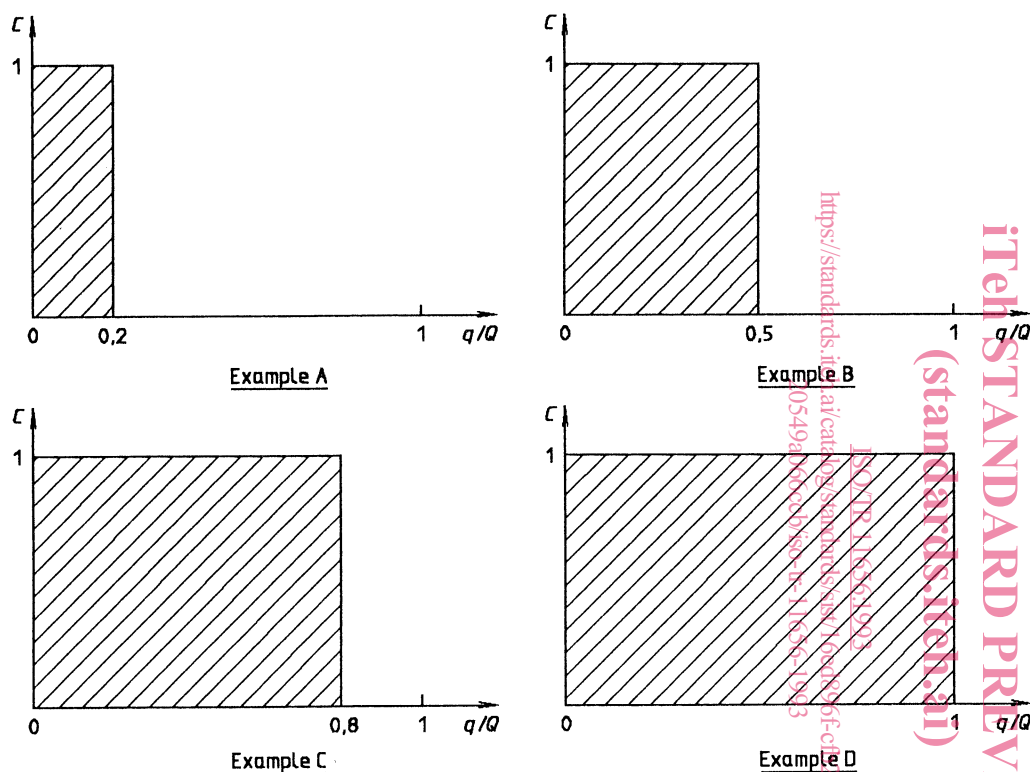 C
1
0 0,2 1 q/Q
Example A
C
1
0 0,5 1 q/Q
Example B
C
1
0 0,8 1 q/Q
Example C
C
1
0 1 q/Q
Example D
iTeh STANDARD PREV
(standards.iteh.ai)
ISO/TR 11656:1993
https://standards.iteh.ai/catalog/standards/sist/